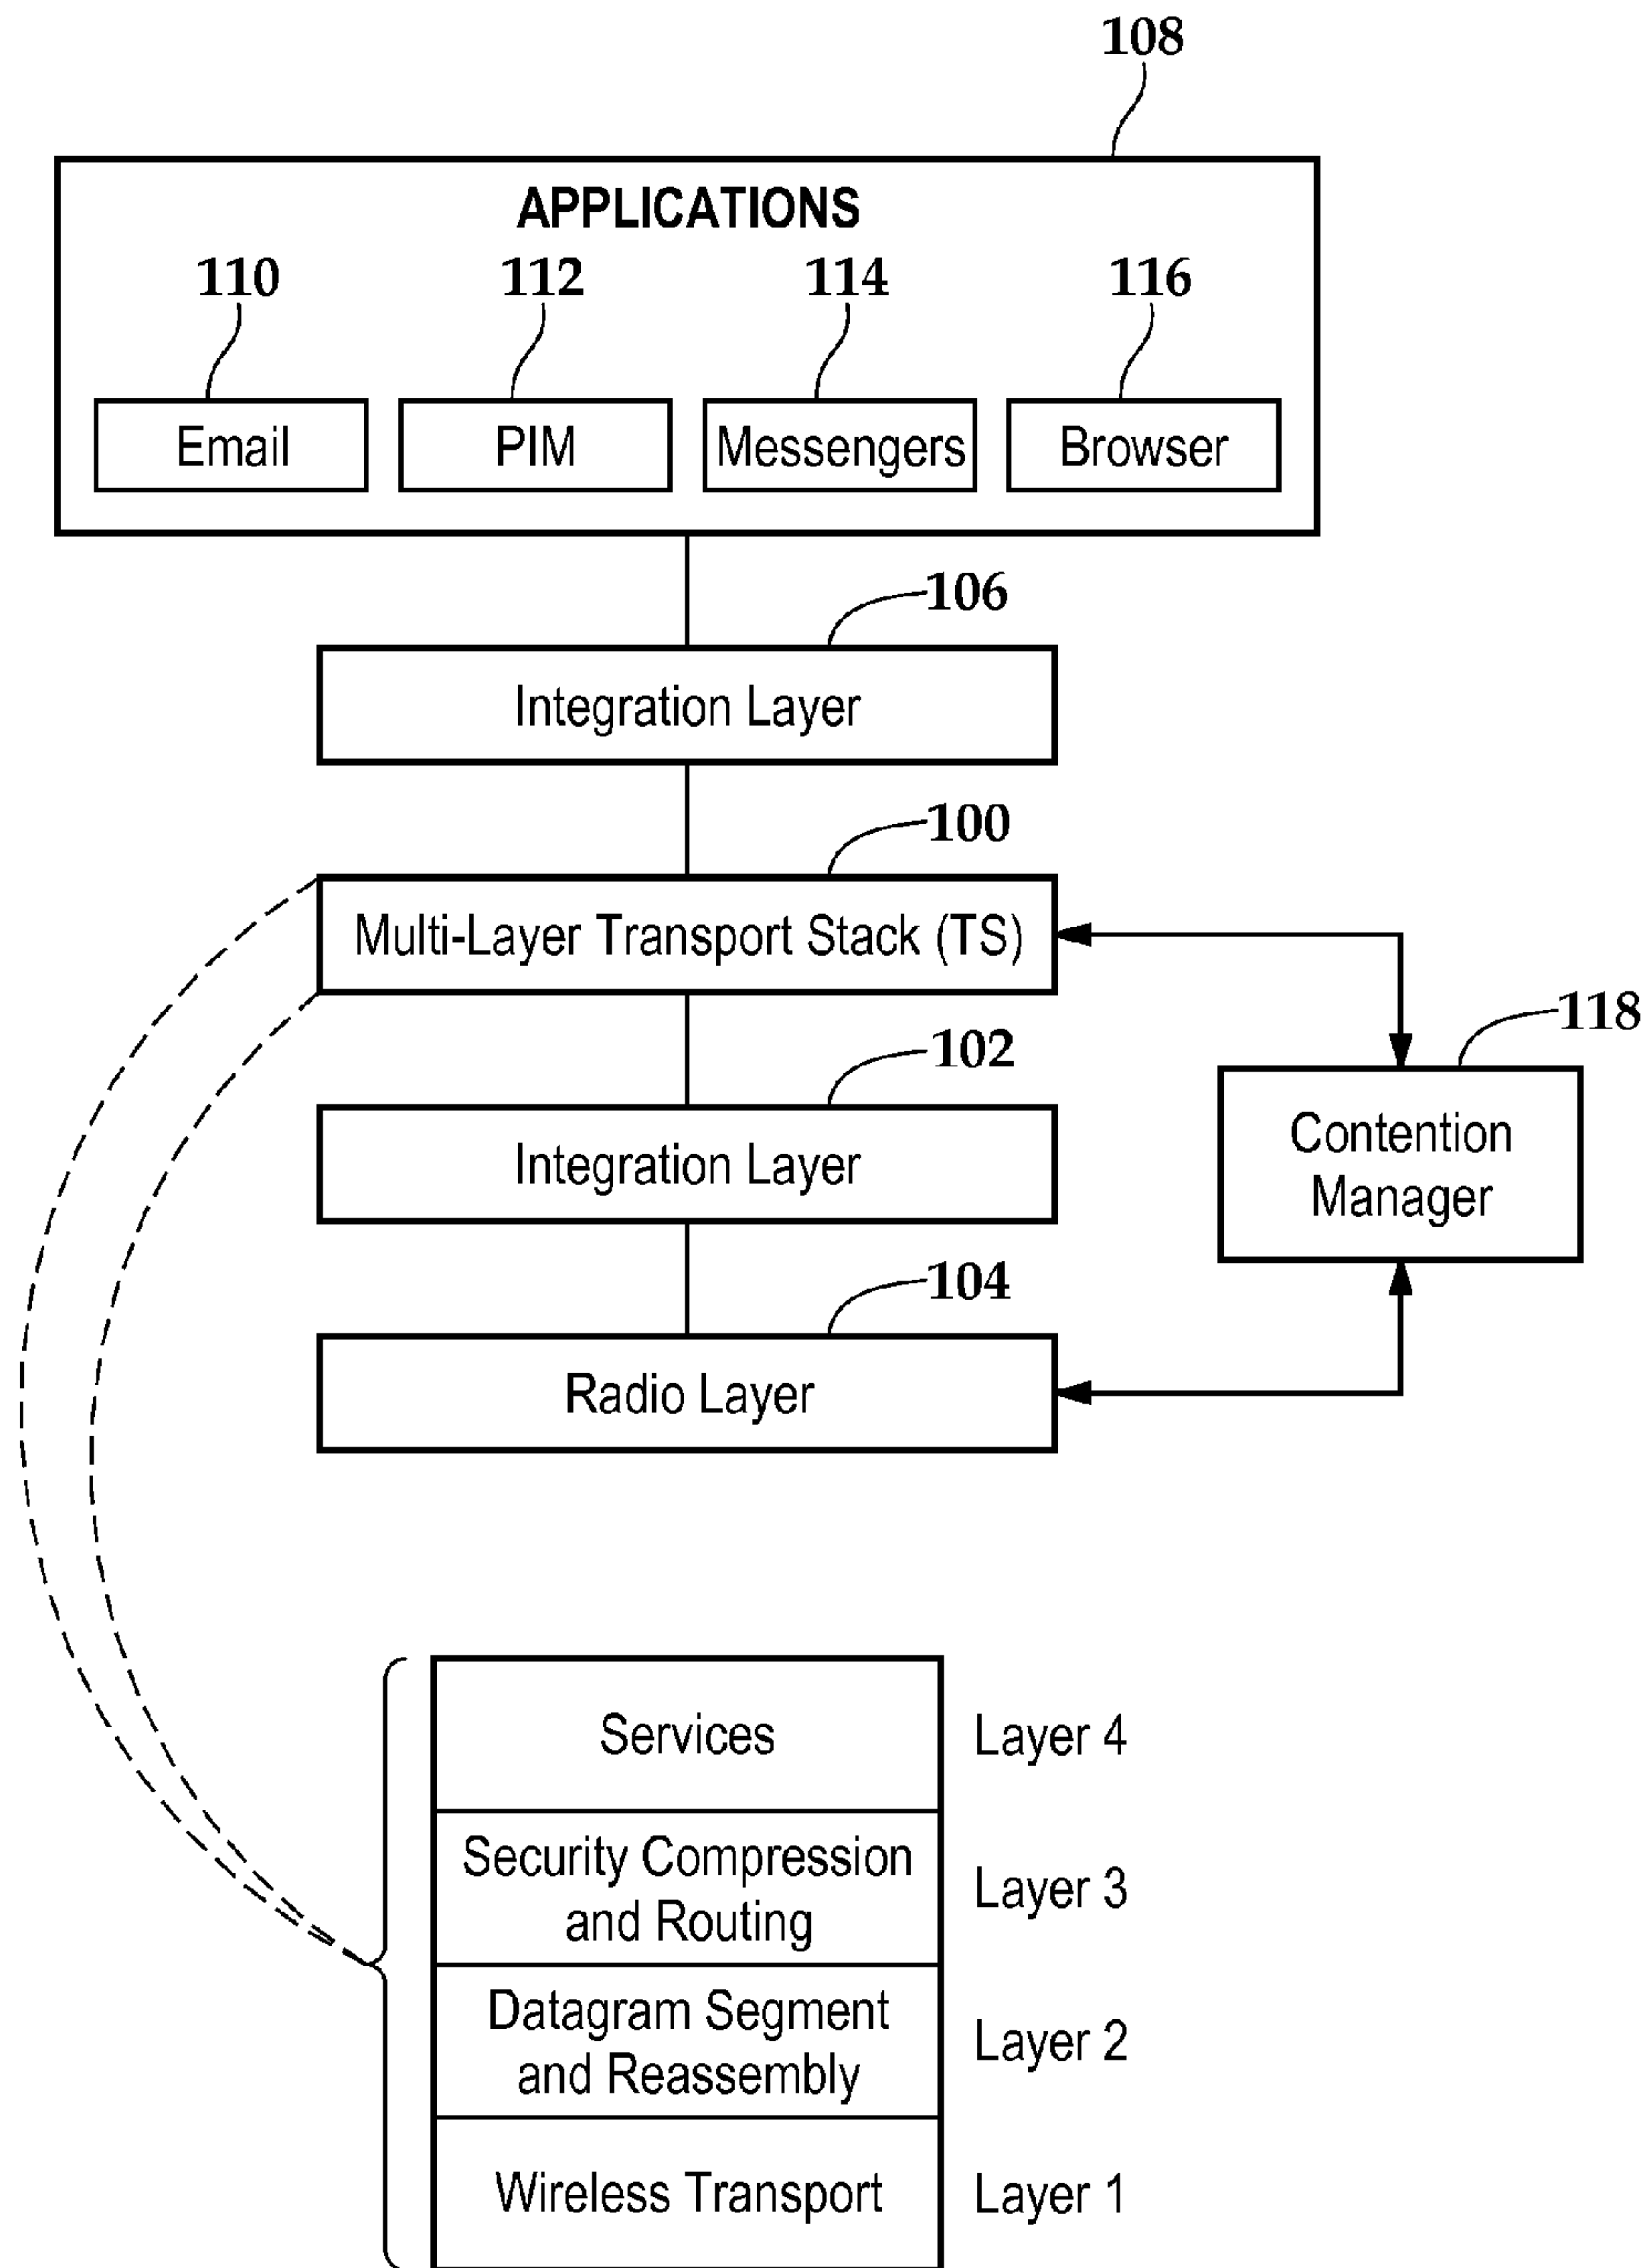 108
APPLICATIONS
110 112 114 116
Email PIM Messengers Browser
106
Integration Layer
100
Multi-Layer Transport Stack (TS)
118
102
Contention
Manager
Integration Layer
104
Radio Layer
Services Layer 4
Security Compression
and Routing
Layer 3
Datagram Segment
and Reassembly
Layer 2
Wireless Transport Layer 1